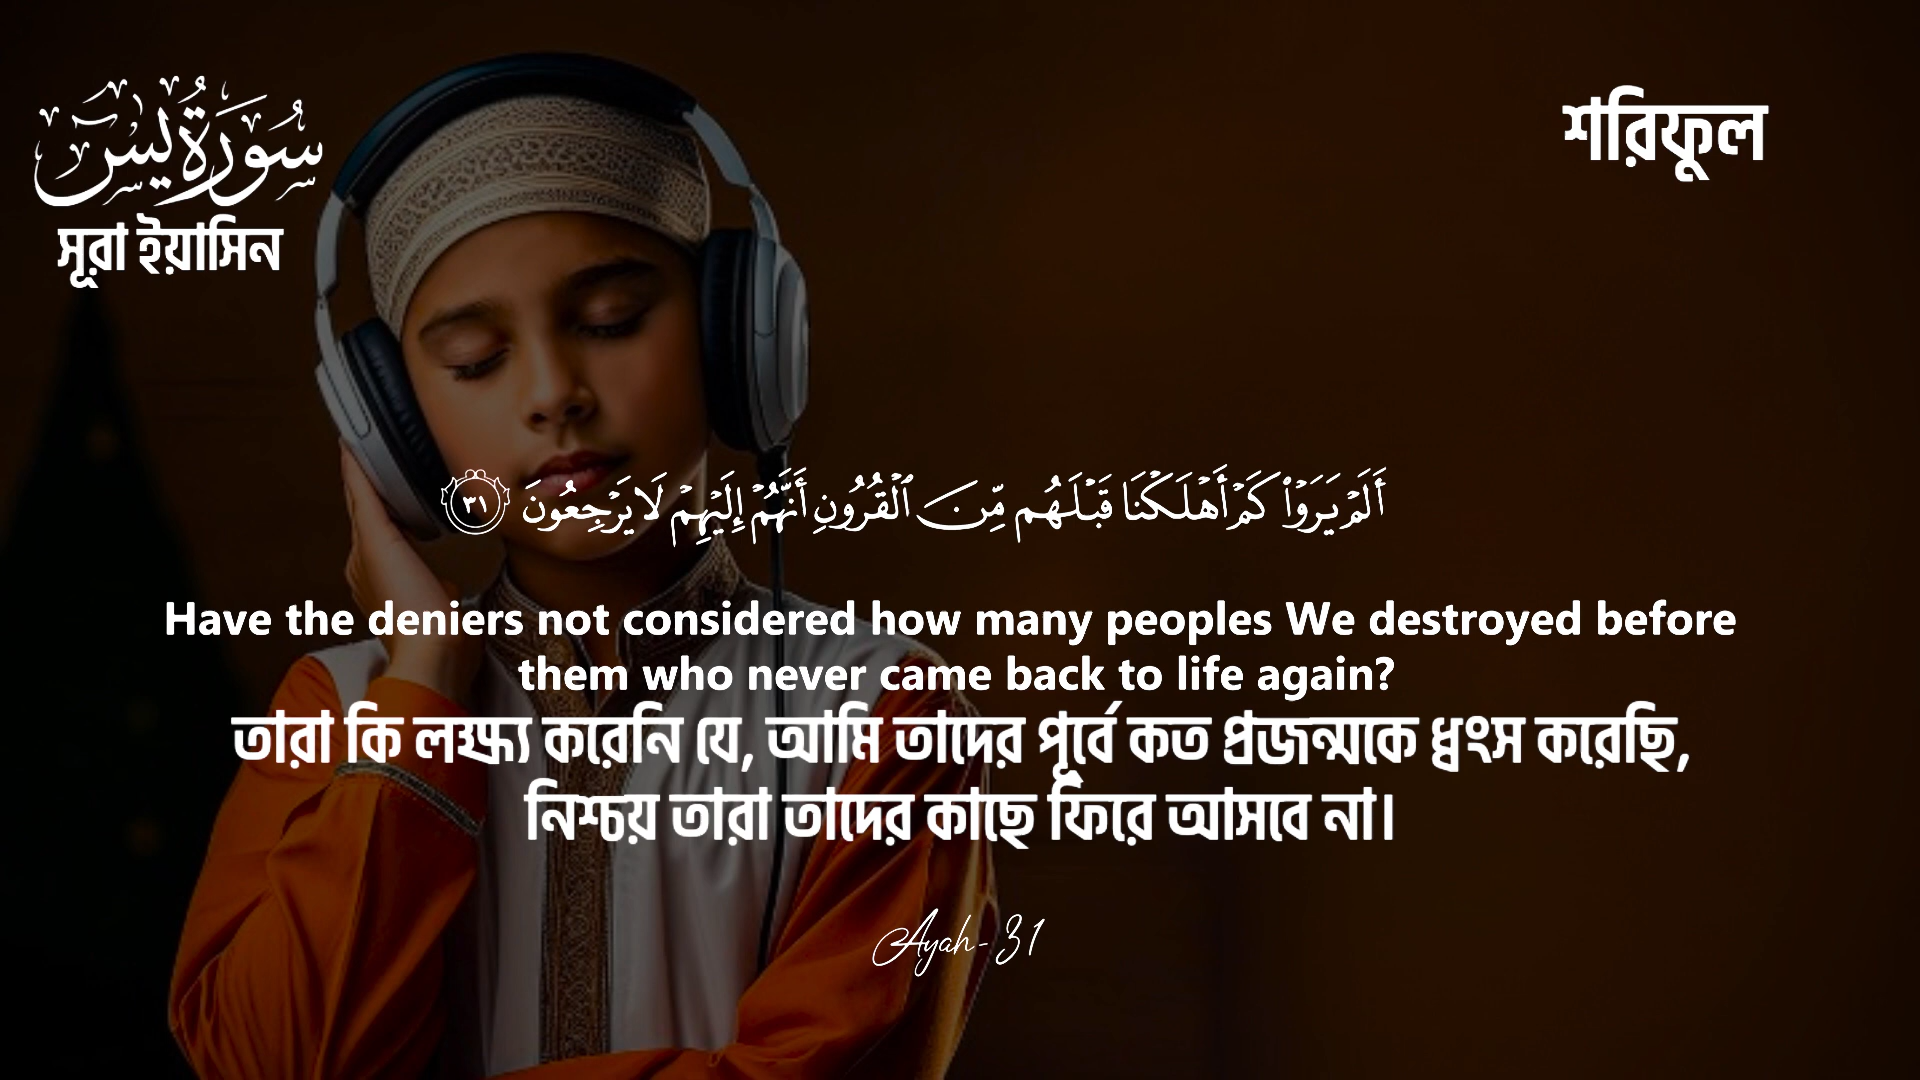 سُورَةُ يسٓ
সূরা ইয়াসিন
শরিফুল
أَلَمْ يَرَوْا۟ كَمْ أَهْلَكْنَا قَبْلَهُم مِّنَ ٱلْقُرُونِ أَنَّهُمْ إِلَيْهِمْ لَا يَرْجِعُونَ ٣١
Have the deniers not considered how many peoples We destroyed before
them who never came back to life again?
তারা কি লক্ষ্য করেনি যে, আমি তাদের পূর্বে কত প্রজন্মকে ধ্বংস করেছি,
নিশ্চয় তারা তাদের কাছে ফিরে আসবে না।
Ayah- 31